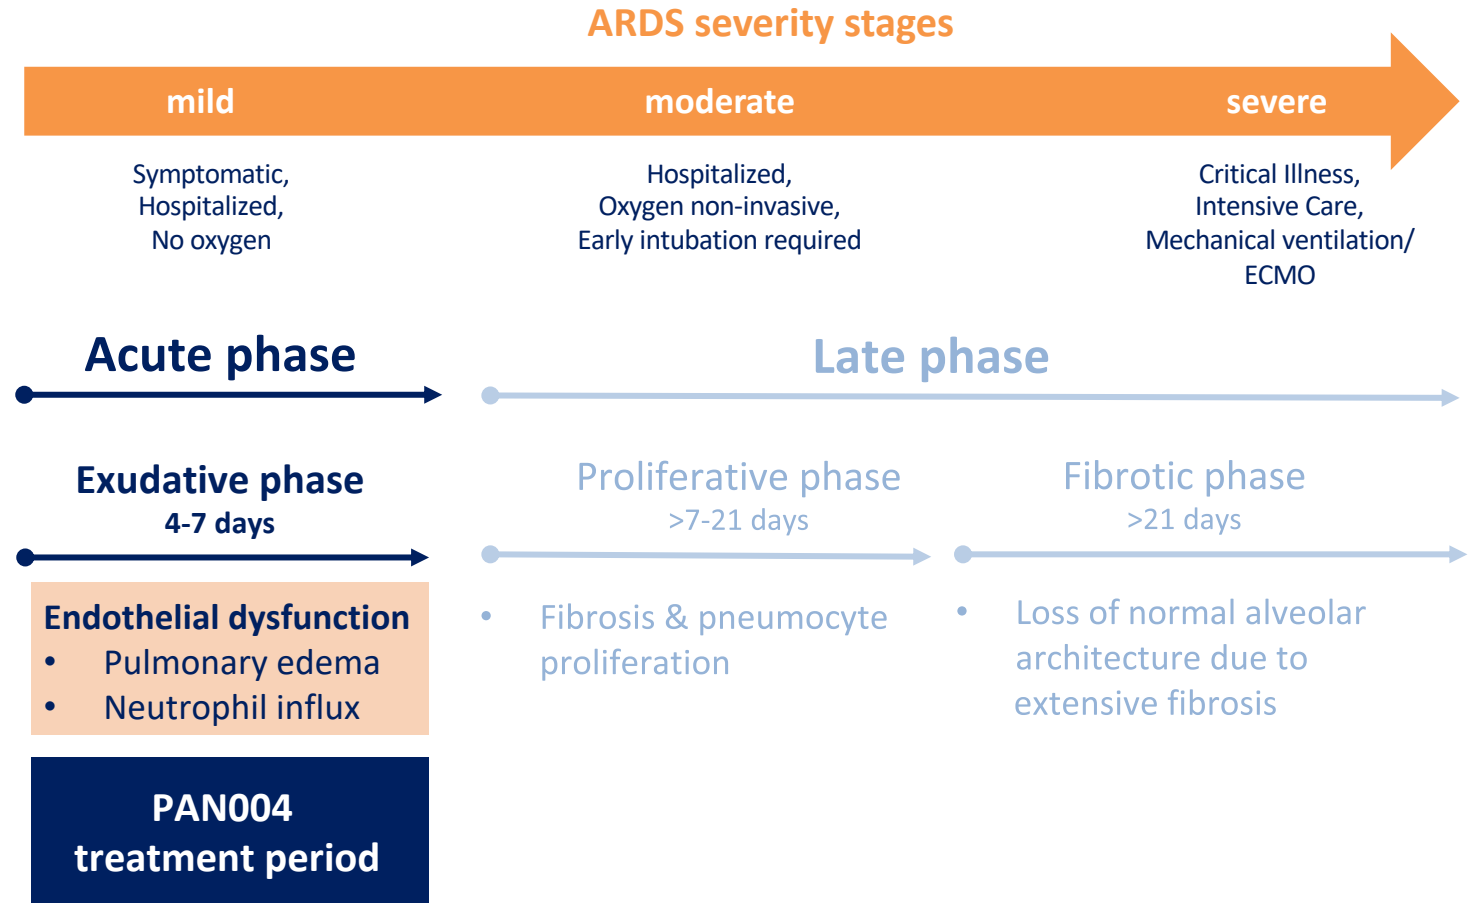 ARDS severity stages
mild
moderate
severe
Symptomatic,
Hospitalized,
No oxygen
Hospitalized,
Oxygen non-invasive,
Early intubation required
Critical Illness,
Intensive Care,
Mechanical ventilation/
ECMO
Acute phase
Late phase
Exudative phase
4-7 days
Proliferative phase
>7-21 days
Fibrotic phase
>21 days
Endothelial dysfunction
• Pulmonary edema
• Neutrophil influx
• Fibrosis & pneumocyte
proliferation
• Loss of normal alveolar
architecture due to
extensive fibrosis
PAN004
treatment period